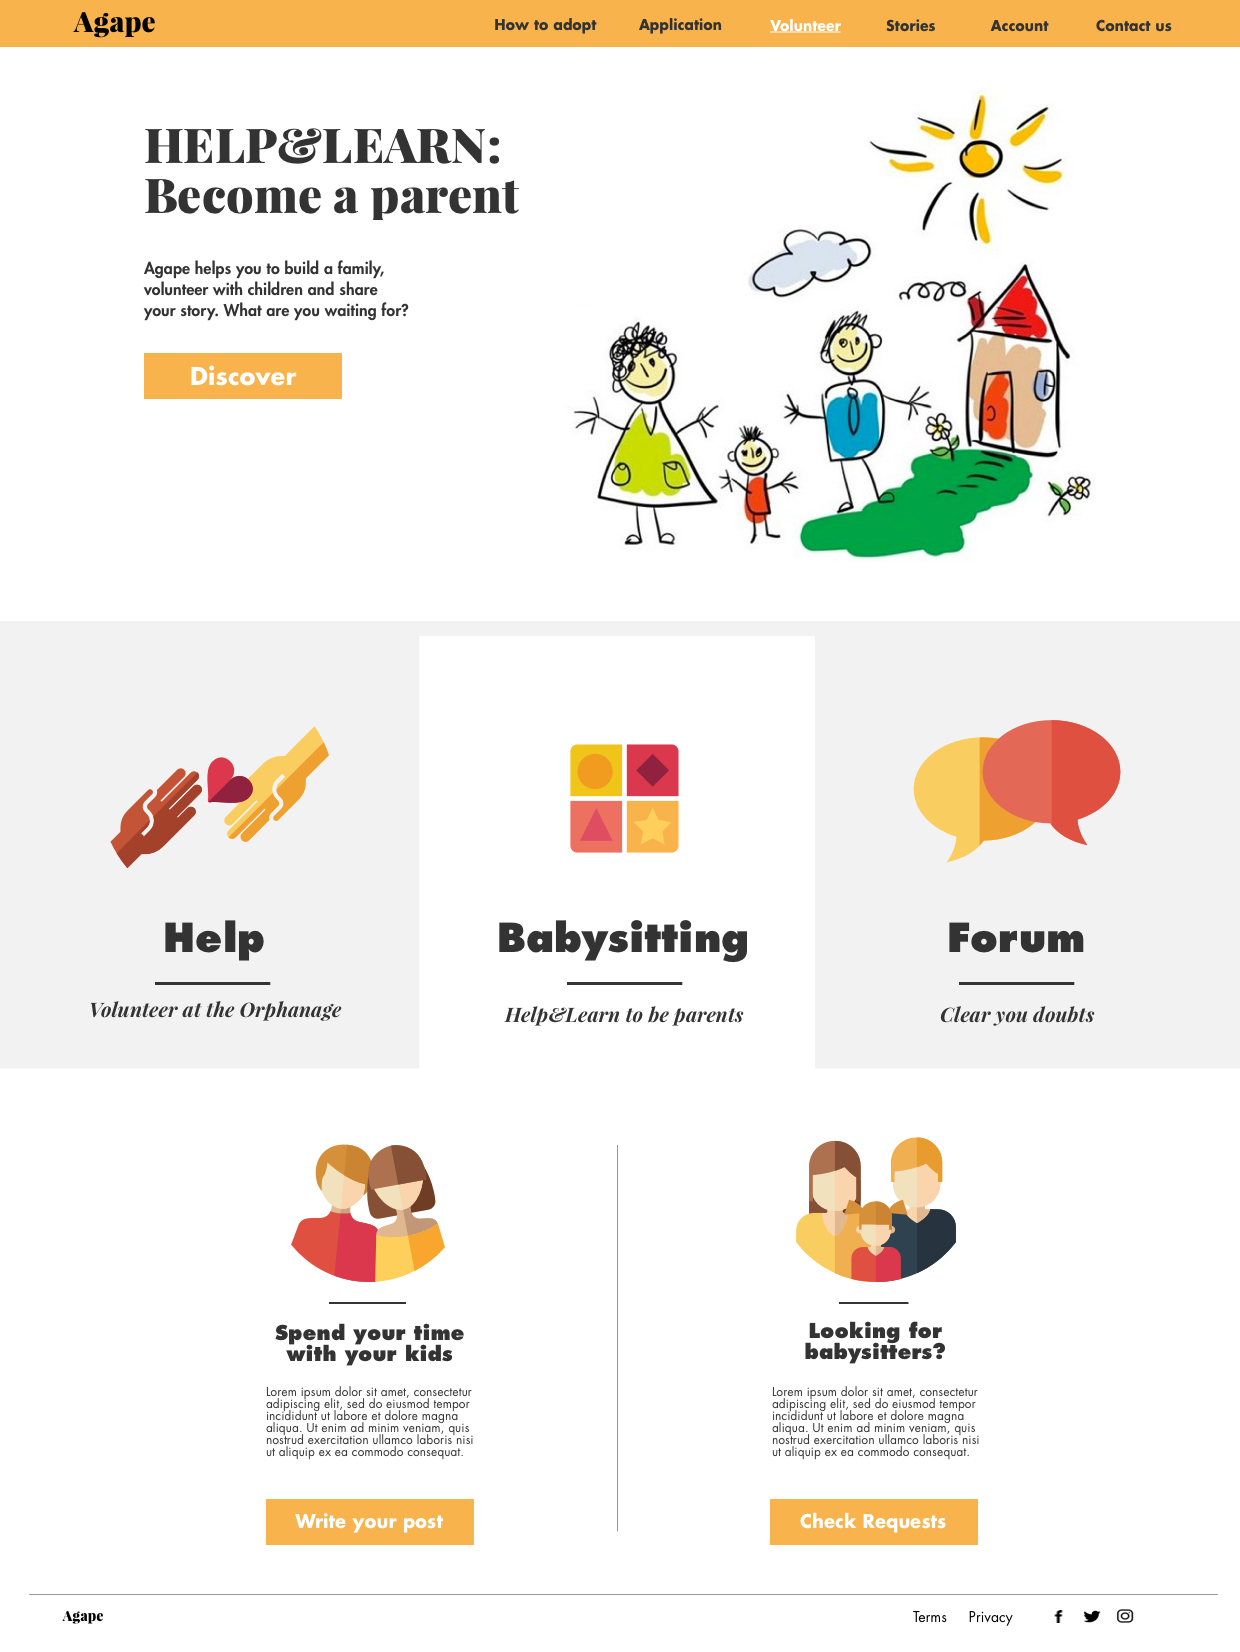 Agape
How to adopt
Application
Volunteer
Stories
Account
Contact us
HELP&LEARN:
Become a parent
Agape helps you to build a family,
volunteer with children and share
your story. What are you waiting for?
Discover
Help
Volunteer at the Orphanage
Babysitting
Help&Learn to be parents
Forum
Clear you doubts
Spend your time
with your kids
Lorem ipsum dolor sit amet, consectetur
adipiscing elit, sed do eiusmod tempor
incididunt ut labore et dolore magna
aliqua. Ut enim ad minim veniam, quis
nostrud exercitation ullamco laboris nisi
ut aliquip ex ea commodo consequat.
Write your post
Looking for
babysitters?
Lorem ipsum dolor sit amet, consectetur
adipiscing elit, sed do eiusmod tempor
incididunt ut labore et dolore magna
aliqua. Ut enim ad minim veniam, quis
nostrud exercitation ullamco laboris nisi
ut aliquip ex ea commodo consequat.
Check Requests
Agape
Terms
Privacy